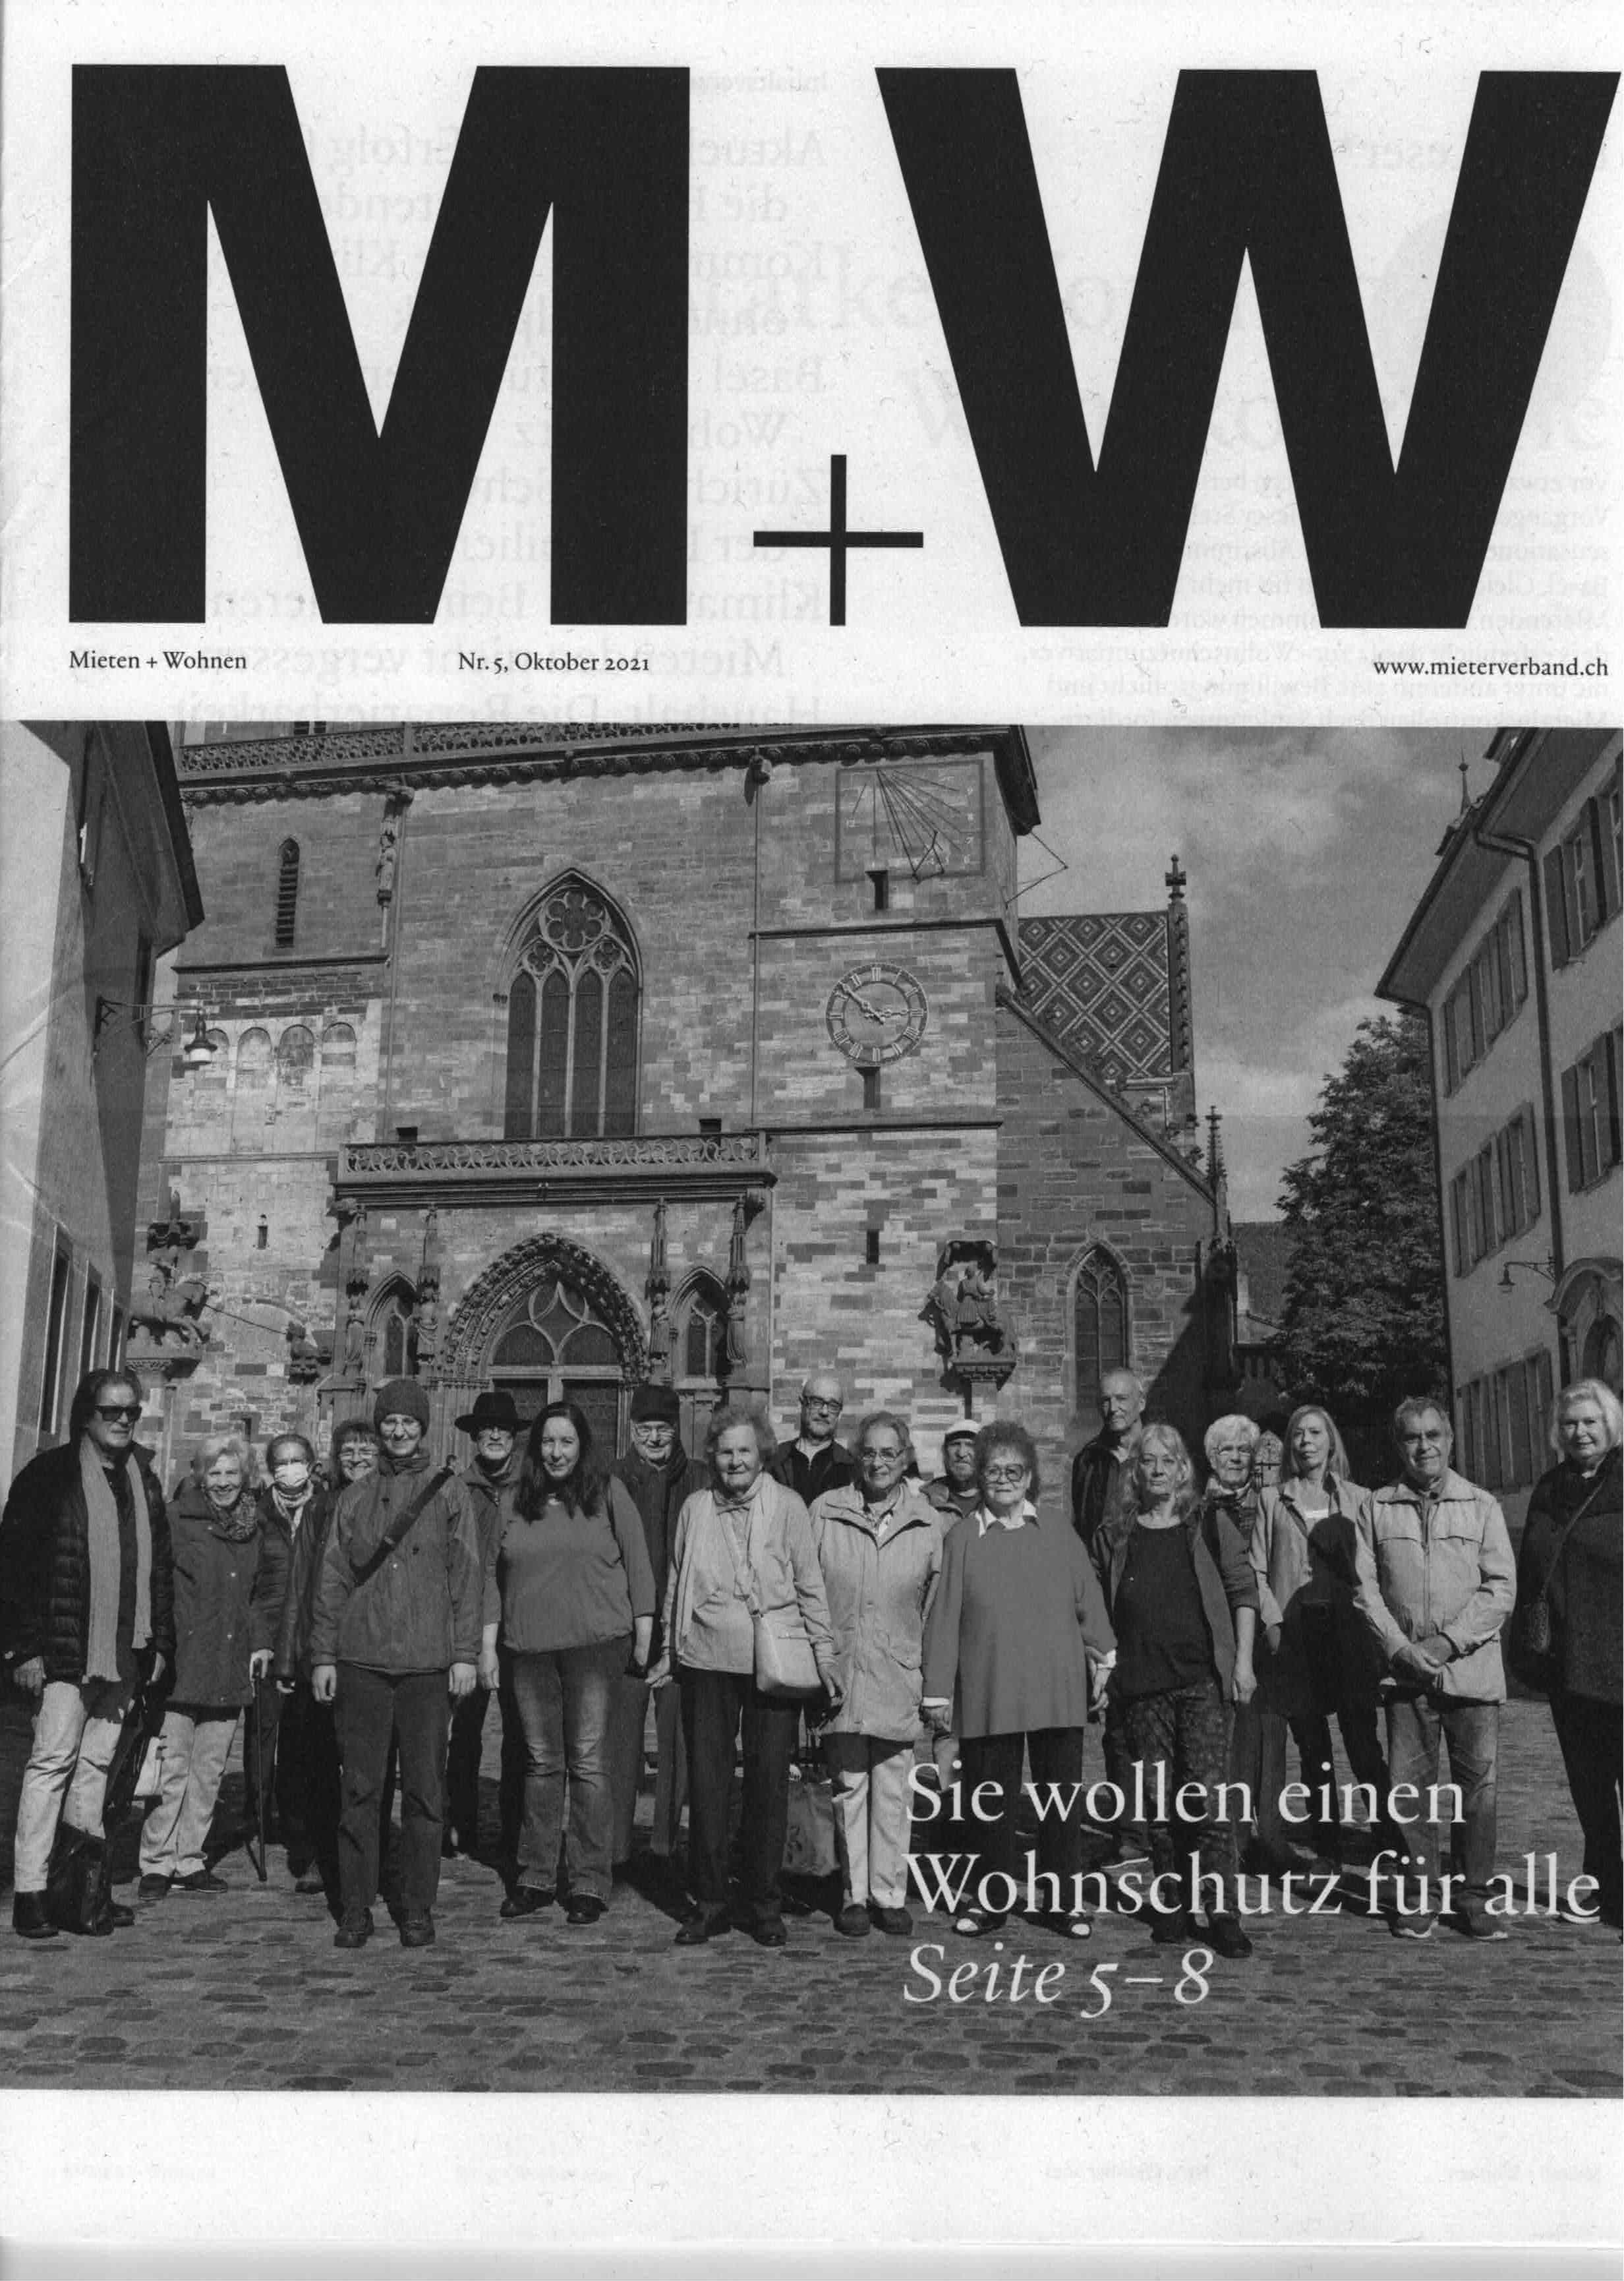 M+W
Mieten + Wohnen
Nr. 5, Oktober 2021
www.mieterverband.ch
Sie wollen einen
Wohnschutz für alle
Seite 5–8